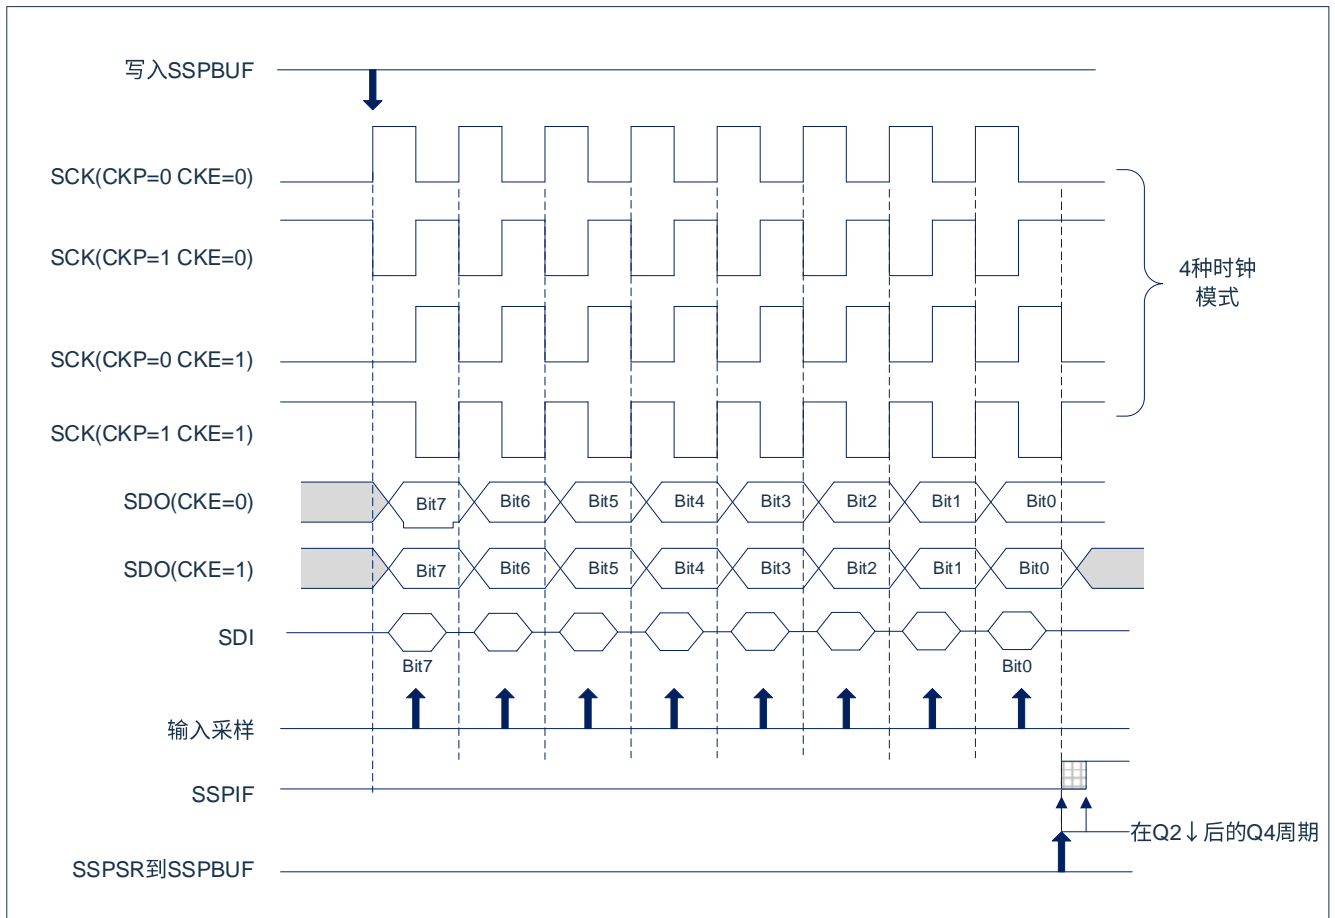 写入SSPBUF
SCK(CKP=0 CKE=0)
SCK(CKP=1 CKE=0)
4种时钟
模式
SCK(CKP=0 CKE=1)
SCK(CKP=1 CKE=1)
SDO(CKE=0)
Bit7
Bit6
Bit5
Bit4
Bit3
Bit2
Bit1
Bit0
SDO(CKE=1)
Bit7
Bit6
Bit5
Bit4
Bit3
Bit2
Bit1
Bit0
SDI
Bit7
Bit0
输入采样
SSPIF
在Q2↓后的Q4周期
SSPSR到SSPBUF